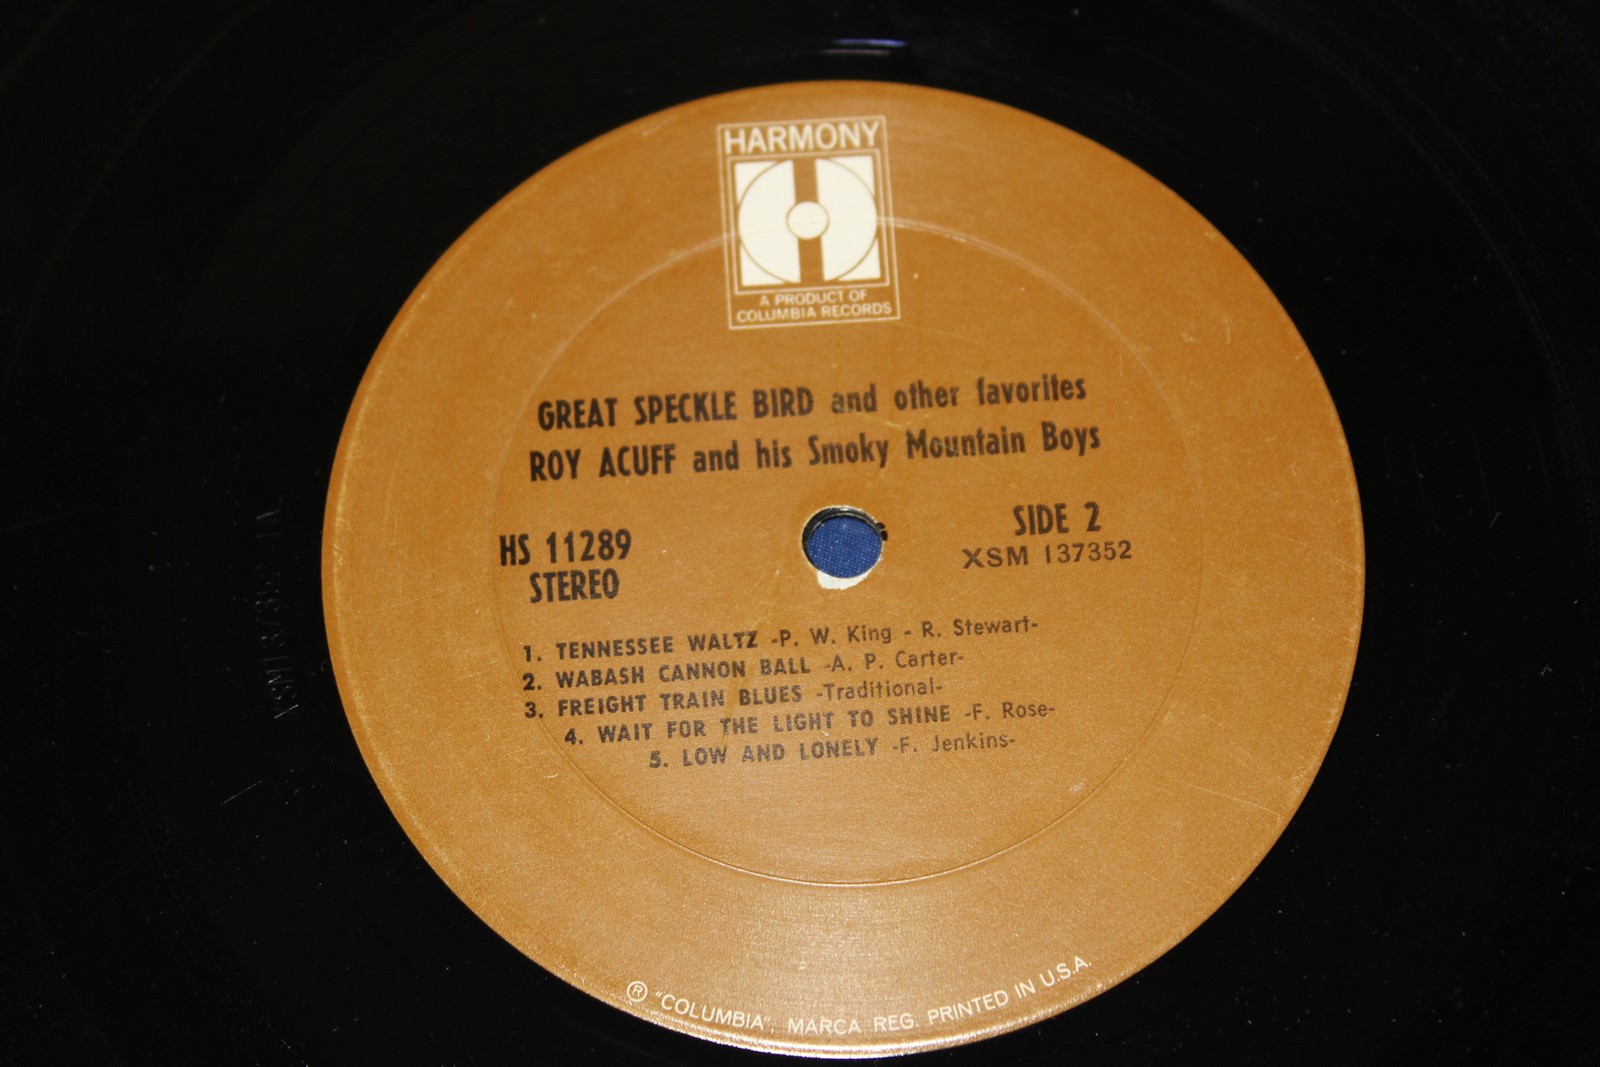 HARMONY
A PRODUCT OF
COLUMBIA RECORDS
GREAT SPECKLE BIRD and other favorites
ROY ACUFF and his Smoky Mountain Boys
HS 11289
STEREO
SIDE 2
XSM 137352
1. TENNESSEE WALTZ -P. W. King - R. Stewart-
2. WABASH CANNON BALL -A. P. Carter-
3. FREIGHT TRAIN BLUES -Traditional-
4. WAIT FOR THE LIGHT TO SHINE -F. Rose-
5. LOW AND LONELY -F. Jenkins-
® "COLUMBIA", MARCA REG. PRINTED IN U.S.A.
XSM137352 1A